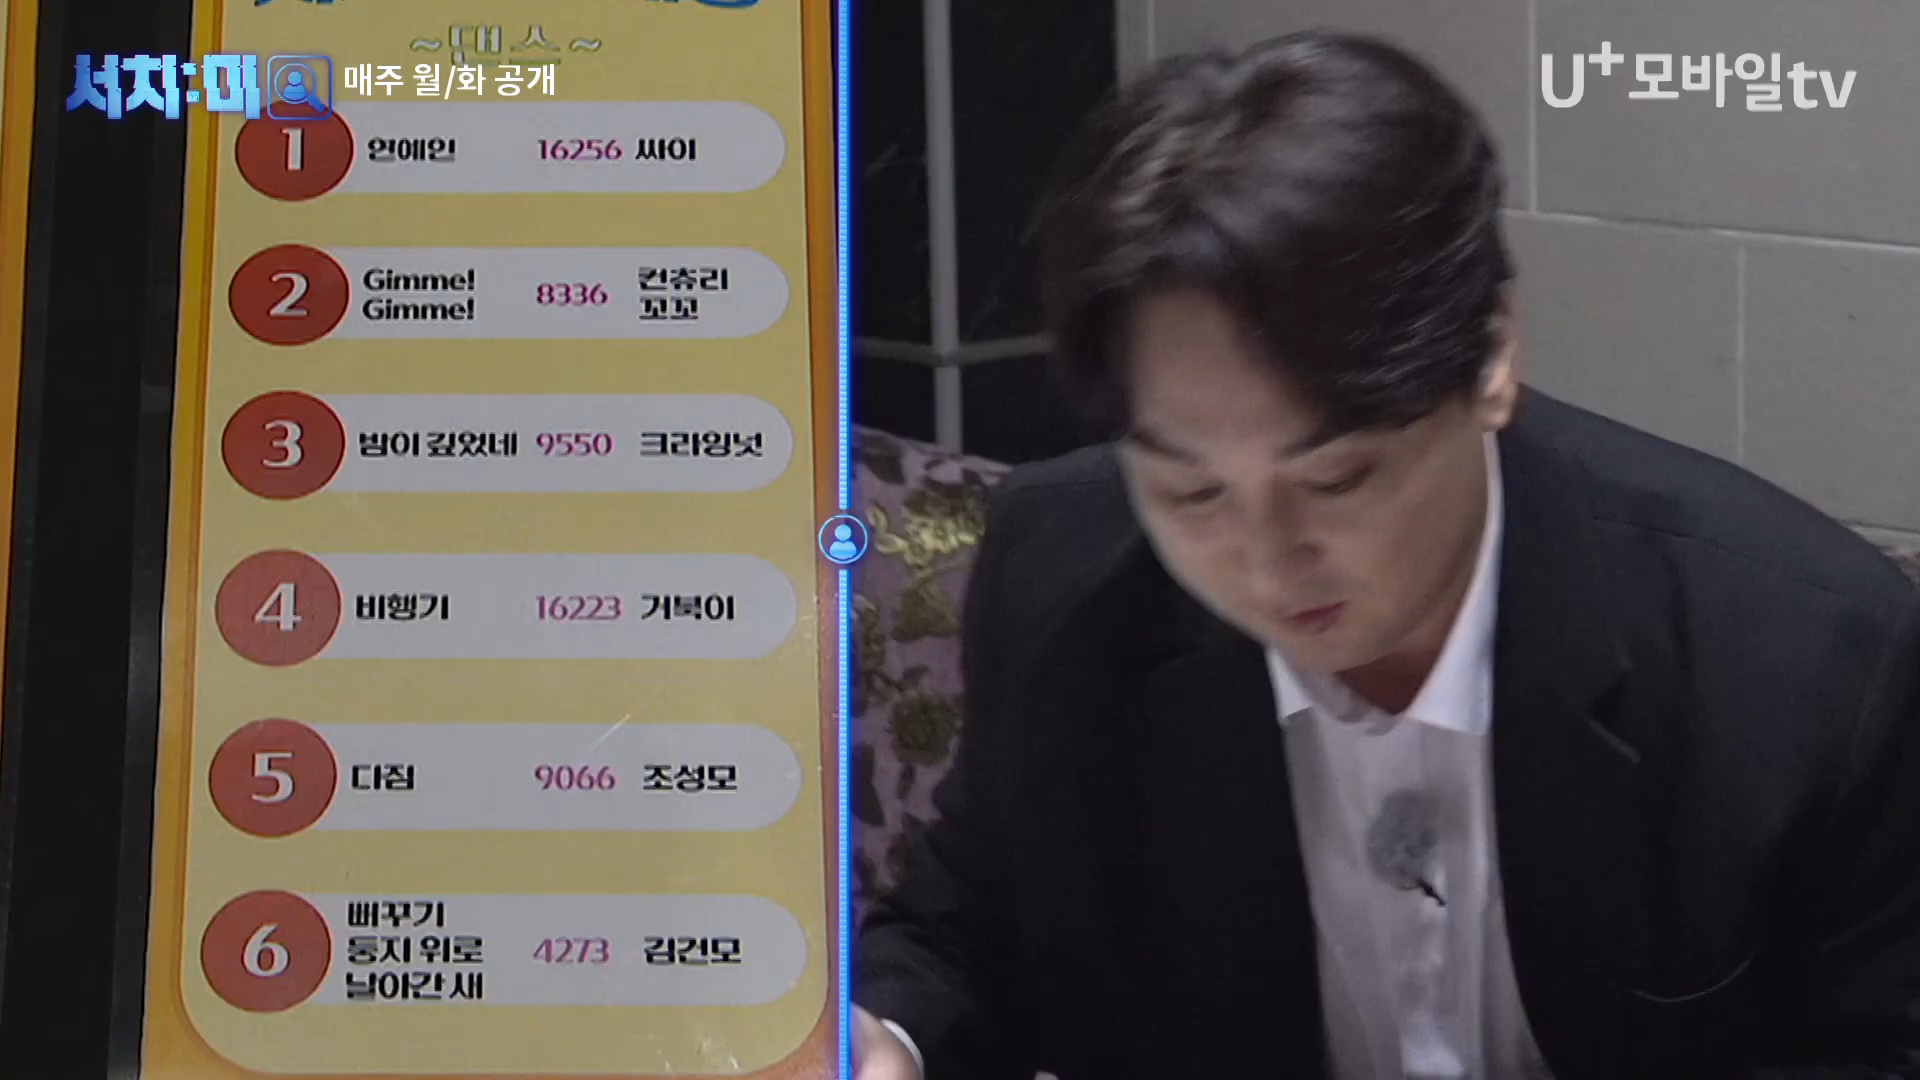 ~댄스~
서치:미 매주 월/화 공개
U+모바일tv
1 연예인 16256 싸이
2 Gimme! Gimme! 8336 컨츄리 꼬꼬
3 밤이 깊었네 9550 크라잉넛
4 비행기 16223 거북이
5 다짐 9066 조성모
6 뻐꾸기 둥지 위로 날아간 새 4273 김건모